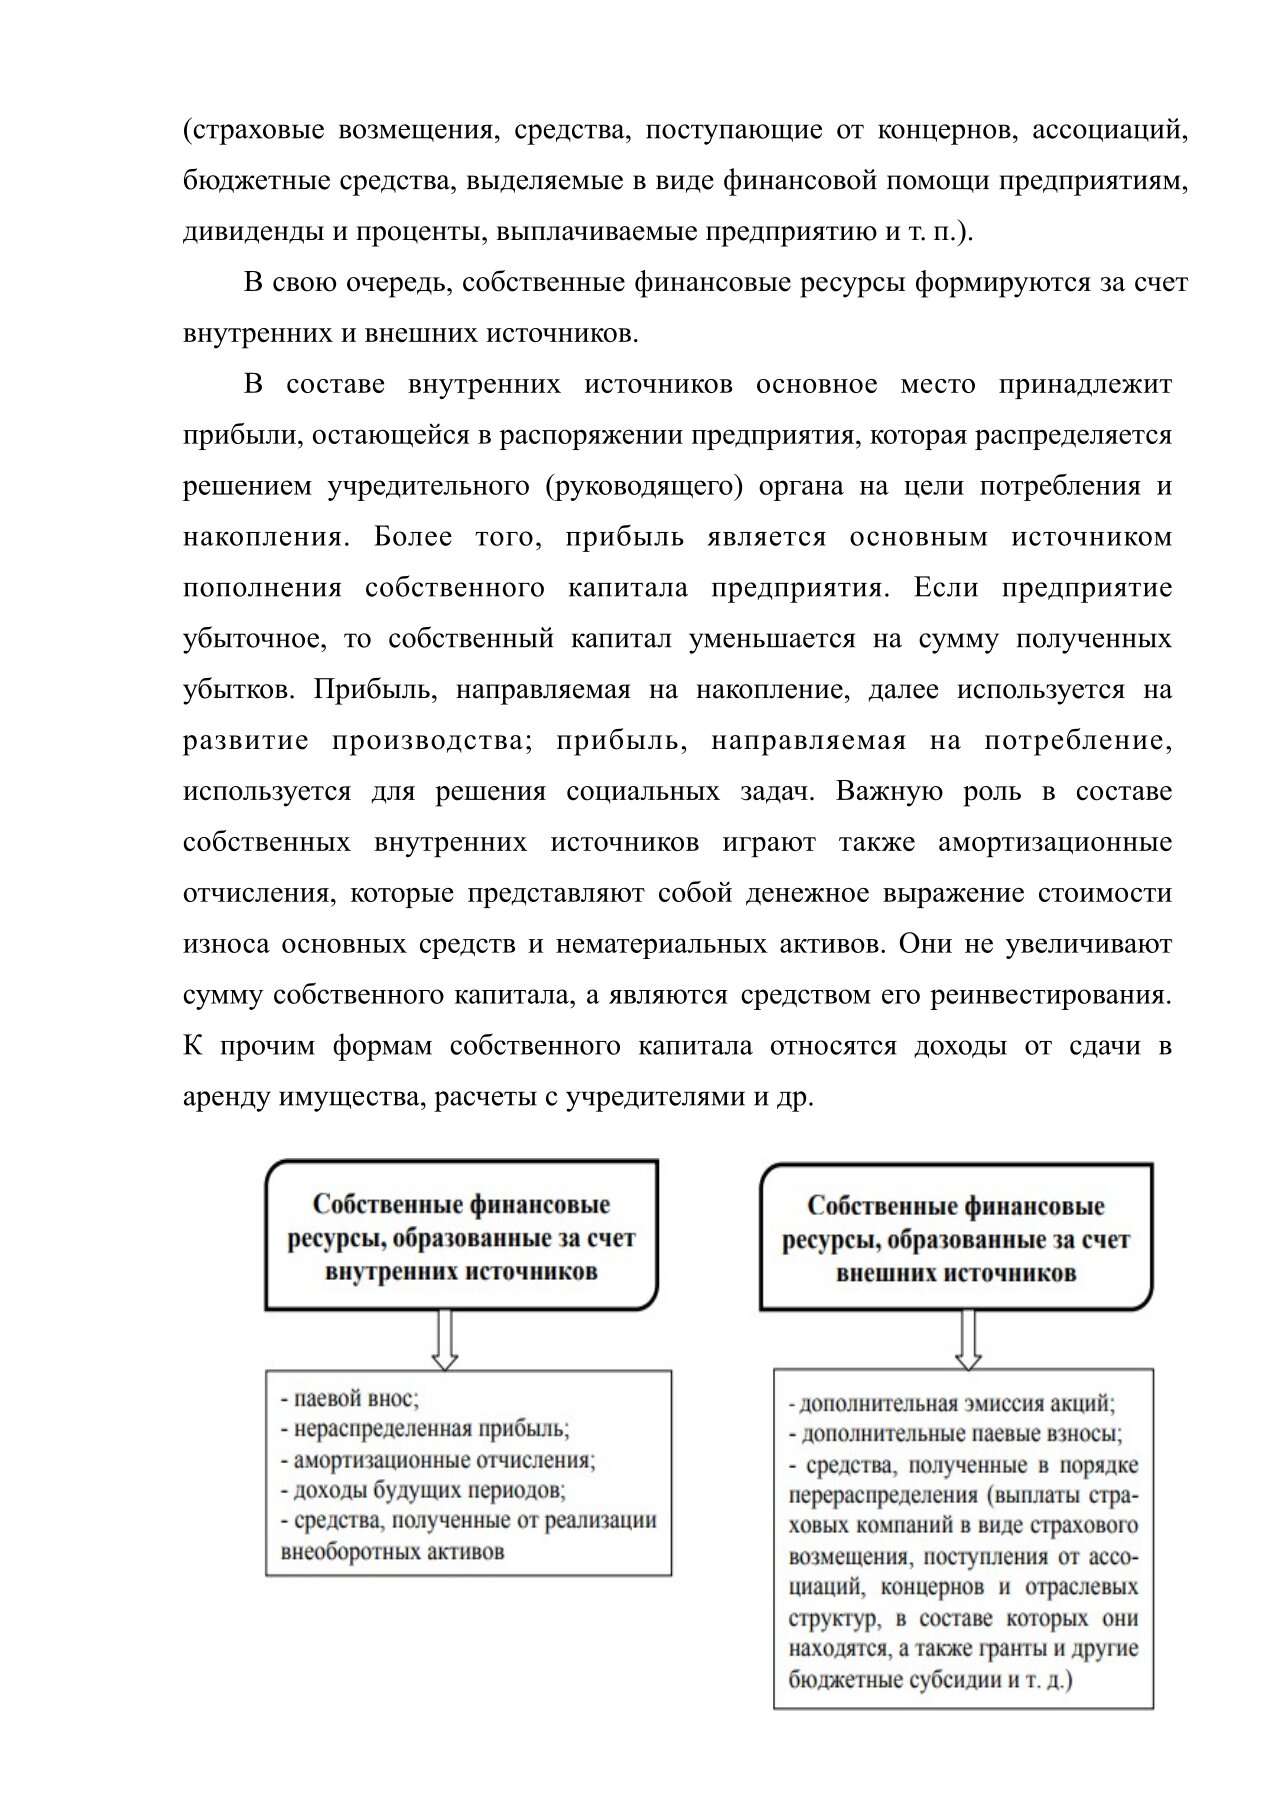 (страховые возмещения, средства, поступающие от концернов, ассоциаций,
бюджетные средства, выделяемые в виде финансовой помощи предприятиям,
дивиденды и проценты, выплачиваемые предприятию и т. п.).
В свою очередь, собственные финансовые ресурсы формируются за счет
внутренних и внешних источников.
В составе внутренних источников основное место принадлежит
прибыли, остающейся в распоряжении предприятия, которая распределяется
решением учредительного (руководящего) органа на цели потребления и
накопления. Более того, прибыль является основным источником
пополнения собственного капитала предприятия. Если предприятие
убыточное, то собственный капитал уменьшается на сумму полученных
убытков. Прибыль, направляемая на накопление, далее используется на
развитие производства; прибыль, направляемая на потребление,
используется для решения социальных задач. Важную роль в составе
собственных внутренних источников играют также амортизационные
отчисления, которые представляют собой денежное выражение стоимости
износа основных средств и нематериальных активов. Они не увеличивают
сумму собственного капитала, а являются средством его реинвестирования.
К прочим формам собственного капитала относятся доходы от сдачи в
аренду имущества, расчеты с учредителями и др.
Собственные финансовые
ресурсы, образованные за счет
внутренних источников
- паевой внос;
- нераспределенная прибыль;
- амортизационные отчисления;
- доходы будущих периодов;
- средства, полученные от реализации
внеоборотных активов
Собственные финансовые
ресурсы, образованные за счет
внешних источников
- дополнительная эмиссия акций;
- дополнительные паевые взносы;
- средства, полученные в порядке
перераспределения (выплаты стра-
ховых компаний в виде страхового
возмещения, поступления от ассо-
циаций, концернов и отраслевых
структур, в составе которых они
находятся, а также гранты и другие
бюджетные субсидии и т. д.)